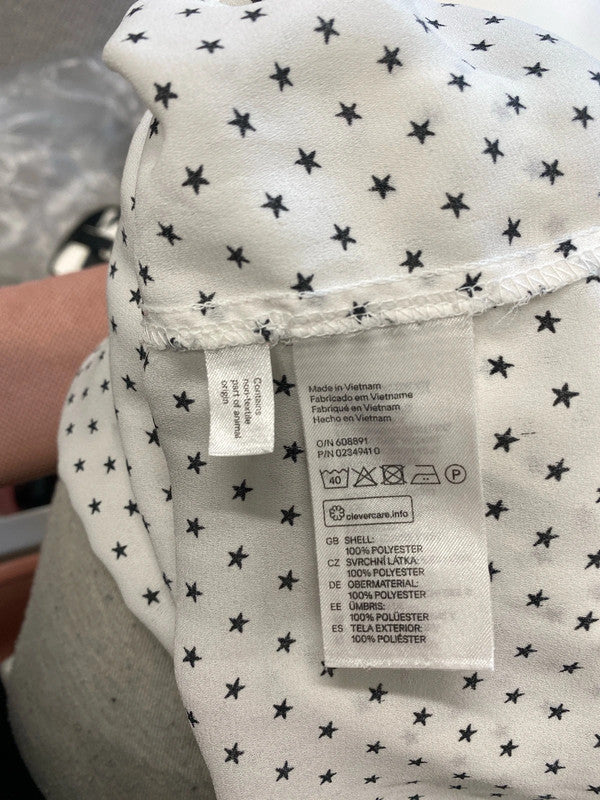 Contains
non-textile
part of animal
origin
Made in Vietnam
Fabricado em Vietname
Fabriqué en Vietnam
Hecho en Vietnam
O/N 608891
P/N 02349410
40
P
clevercare.info
GB SHELL:
100% POLYESTER
CZ SVRCHNÍ LÁTKA:
100% POLYESTER
DE OBERMATERIAL:
100% POLYESTER
EE ÜMBRIS:
100% POLÜESTER
ES TELA EXTERIOR:
100% POLIÉSTER